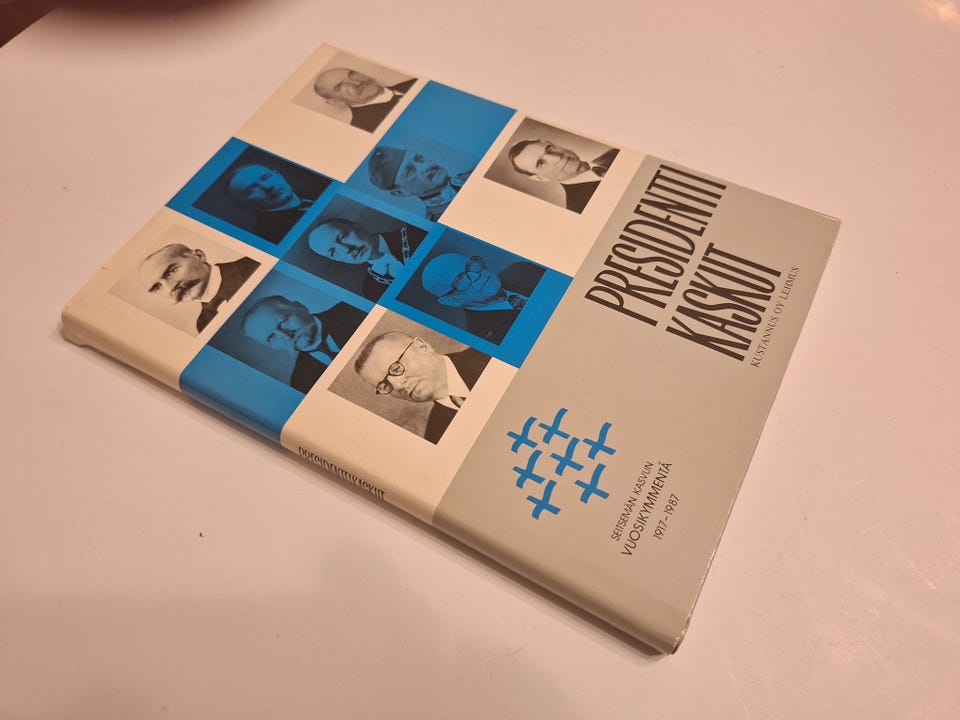 PRESIDENTTI
KASKUT
KUSTANNUS OY LEHMUS
SEITSEMÄN KASVUN
VUOSIKYMMENTÄ
1917–1987
PRESIDENTTIKASKUT